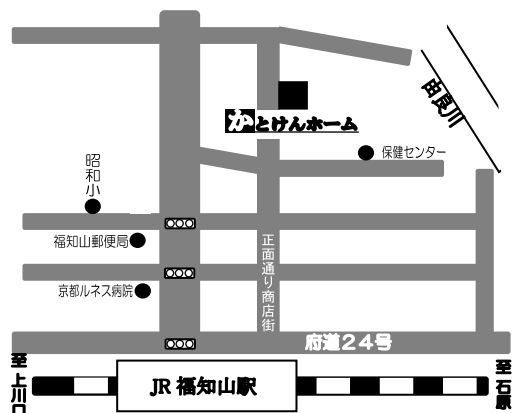 由良川
かとけんホーム
保健センター
昭和小
福知山郵便局
正面通り商店街
京都ルネス病院
府道24号
至上川口
JR 福知山駅
至石原